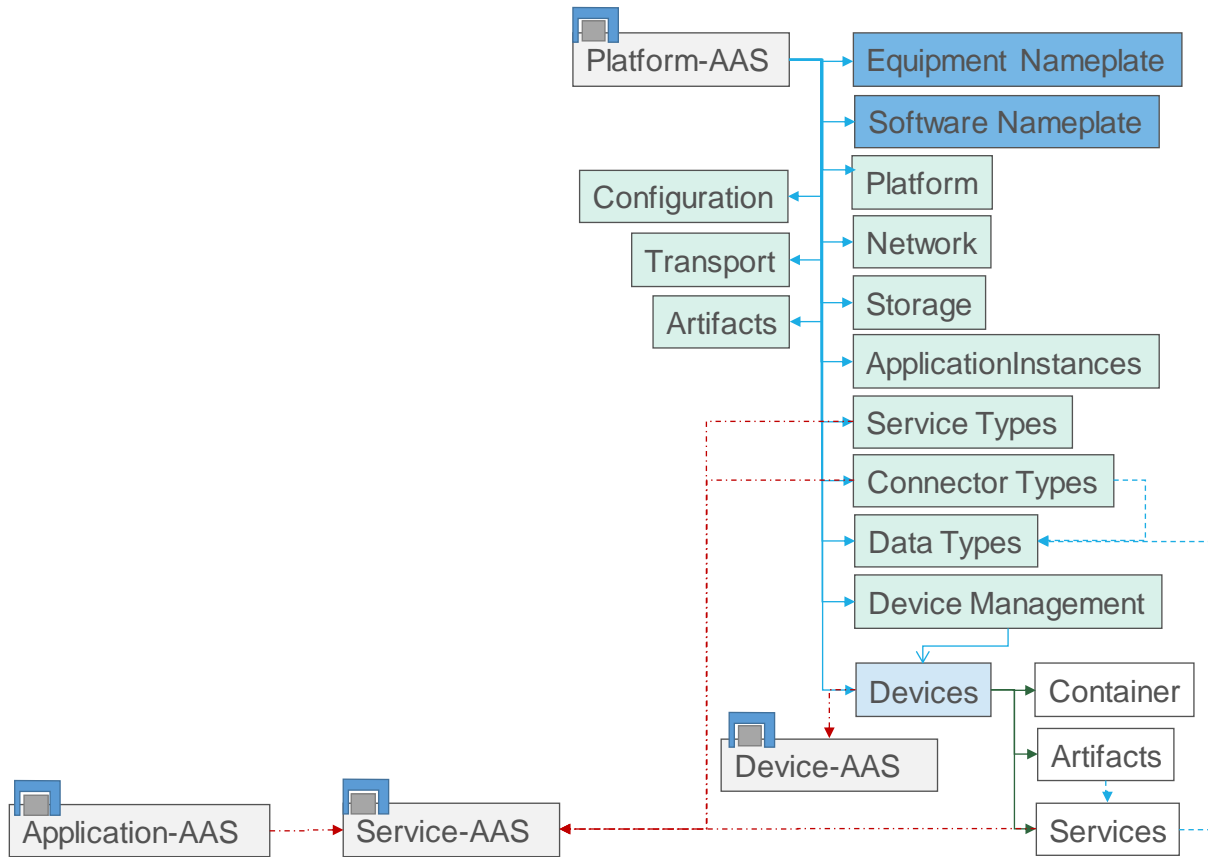 Platform-AAS
Equipment Nameplate
Software Nameplate
Platform
Configuration
Network
Transport
Storage
Artifacts
ApplicationInstances
Service Types
Connector Types
Data Types
Device Management
Devices
Container
Device-AAS
Artifacts
Application-AAS
Service-AAS
Services